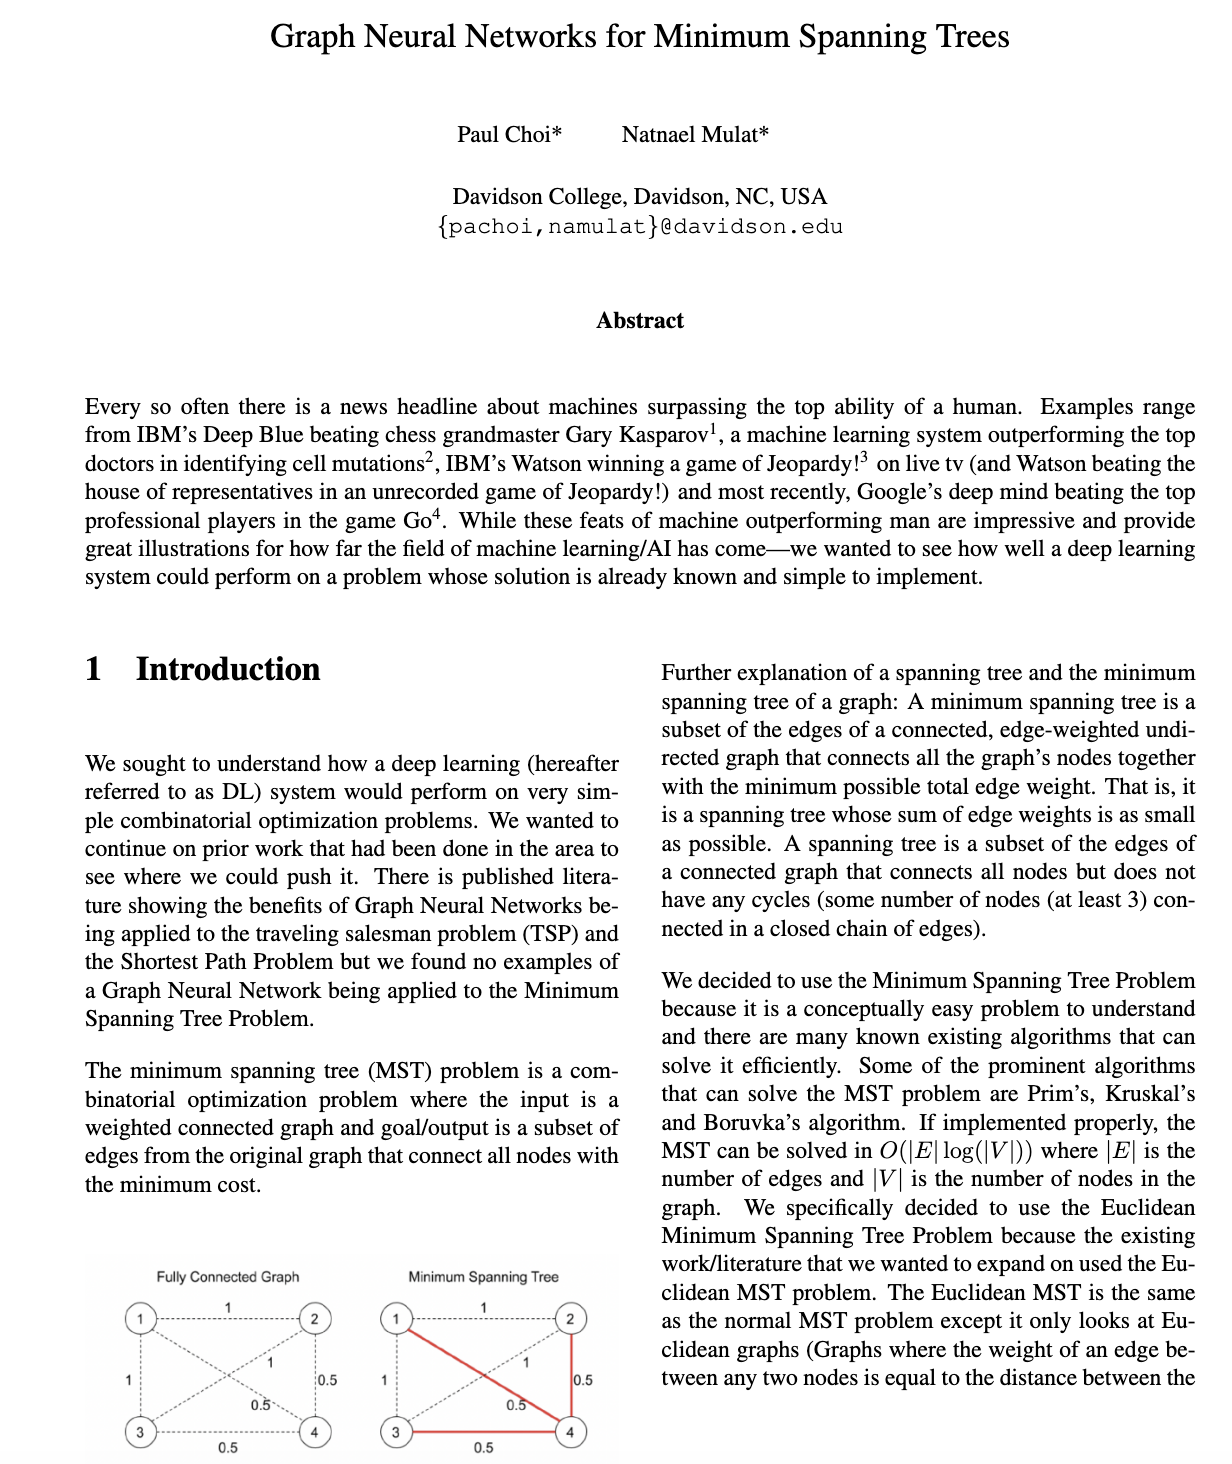 Graph Neural Networks for Minimum Spanning Trees
Paul Choi* Natnael Mulat*
Davidson College, Davidson, NC, USA
{pachoi,namulat}@davidson.edu
Abstract
Every so often there is a news headline about machines surpassing the top ability of a human. Examples range
from IBM's Deep Blue beating chess grandmaster Gary Kasparov1, a machine learning system outperforming the top
doctors in identifying cell mutations2, IBM's Watson winning a game of Jeopardy!3 on live tv (and Watson beating the
house of representatives in an unrecorded game of Jeopardy!) and most recently, Google's deep mind beating the top
professional players in the game Go4. While these feats of machine outperforming man are impressive and provide
great illustrations for how far the field of machine learning/AI has come—we wanted to see how well a deep learning
system could perform on a problem whose solution is already known and simple to implement.
1 Introduction
We sought to understand how a deep learning (hereafter
referred to as DL) system would perform on very sim-
ple combinatorial optimization problems. We wanted to
continue on prior work that had been done in the area to
see where we could push it. There is published litera-
ture showing the benefits of Graph Neural Networks be-
ing applied to the traveling salesman problem (TSP) and
the Shortest Path Problem but we found no examples of
a Graph Neural Network being applied to the Minimum
Spanning Tree Problem.
The minimum spanning tree (MST) problem is a com-
binatorial optimization problem where the input is a
weighted connected graph and goal/output is a subset of
edges from the original graph that connect all nodes with
the minimum cost.
Fully Connected Graph
1
1 2
1
1 0.5
0.5
3 4
0.5
Minimum Spanning Tree
1
1 2
1
1 0.5
0.5
3 4
0.5
Further explanation of a spanning tree and the minimum
spanning tree of a graph: A minimum spanning tree is a
subset of the edges of a connected, edge-weighted undi-
rected graph that connects all the graph's nodes together
with the minimum possible total edge weight. That is, it
is a spanning tree whose sum of edge weights is as small
as possible. A spanning tree is a subset of the edges of
a connected graph that connects all nodes but does not
have any cycles (some number of nodes (at least 3) con-
nected in a closed chain of edges).
We decided to use the Minimum Spanning Tree Problem
because it is a conceptually easy problem to understand
and there are many known existing algorithms that can
solve it efficiently. Some of the prominent algorithms
that can solve the MST problem are Prim's, Kruskal's
and Boruvka's algorithm. If implemented properly, the
MST can be solved in O(|E| log(|V|)) where |E| is the
number of edges and |V| is the number of nodes in the
graph. We specifically decided to use the Euclidean
Minimum Spanning Tree Problem because the existing
work/literature that we wanted to expand on used the Eu-
clidean MST problem. The Euclidean MST is the same
as the normal MST problem except it only looks at Eu-
clidean graphs (Graphs where the weight of an edge be-
tween any two nodes is equal to the distance between the